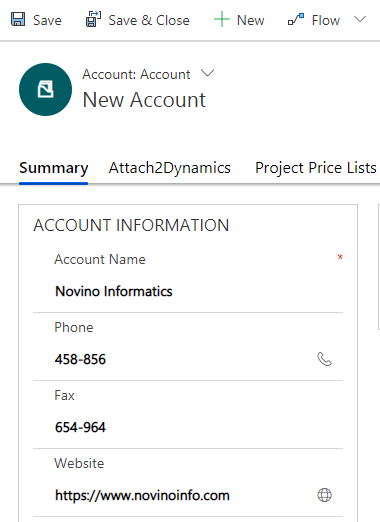 Save Save & Close New Flow
Account: Account
New Account
Summary Attach2Dynamics Project Price Lists
ACCOUNT INFORMATION
Account Name *
Novino Informatics
Phone
458-856
Fax
654-964
Website
https://www.novinoinfo.com